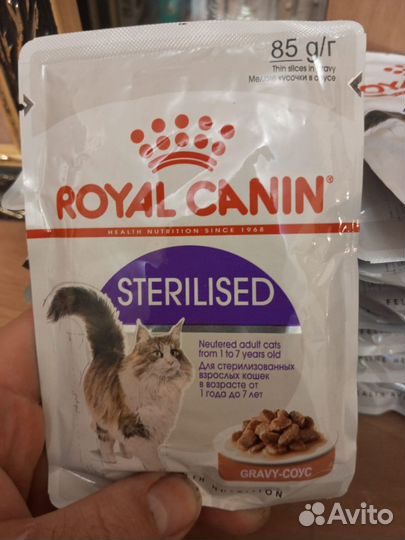 85 g/г
Thin slices in gravy
Мелкие кусочки в соусе
ROYAL CANIN
HEALTH NUTRITION SINCE 1968
STERILISED
Neutered adult cats
from 1 to 7 years old
Для стерилизованных
взрослых кошек
в возрасте от
1 года до 7 лет
GRAVY-СОУС
NUTRITION
Avito